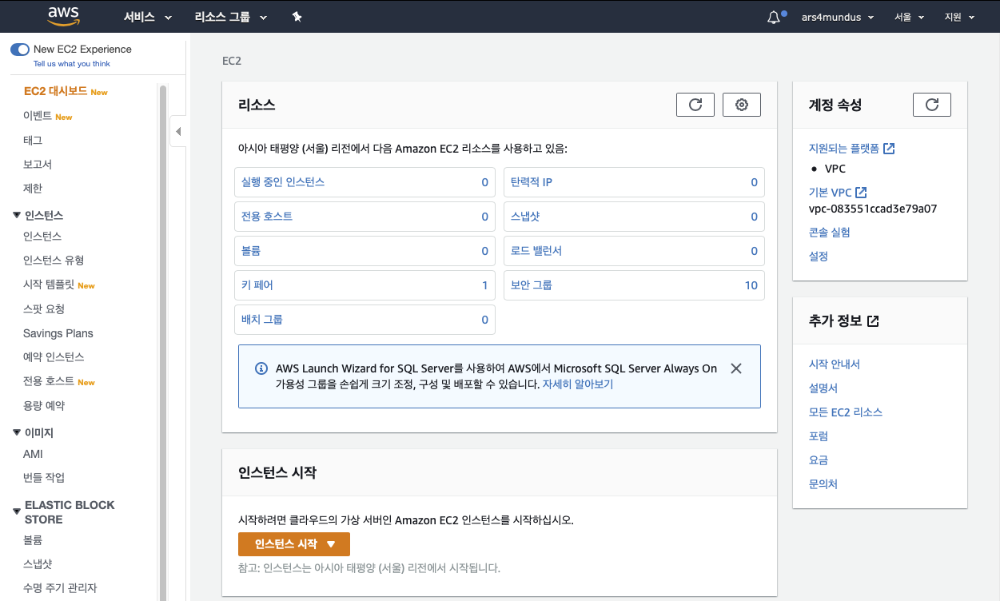 aws
서비스
리소스 그룹
ars4mundus
서울
지원
New EC2 Experience
Tell us what you think
EC2 대시보드 New
이벤트 New
태그
보고서
제한
인스턴스
인스턴스
인스턴스 유형
시작 템플릿 New
스팟 요청
Savings Plans
예약 인스턴스
전용 호스트 New
용량 예약
이미지
AMI
번들 작업
ELASTIC BLOCK
STORE
볼륨
스냅샷
수명 주기 관리자
EC2
리소스
아시아 태평양 (서울) 리전에서 다음 Amazon EC2 리소스를 사용하고 있음:
실행 중인 인스턴스 0
탄력적 IP 0
전용 호스트 0
스냅샷 0
볼륨 0
로드 밸런서 0
키 페어 1
보안 그룹 10
배치 그룹 0
AWS Launch Wizard for SQL Server를 사용하여 AWS에서 Microsoft SQL Server Always On
가용성 그룹을 손쉽게 크기 조정, 구성 및 배포할 수 있습니다. 자세히 알아보기
인스턴스 시작
시작하려면 클라우드의 가상 서버인 Amazon EC2 인스턴스를 시작하십시오.
인스턴스 시작
참고: 인스턴스는 아시아 태평양 (서울) 리전에서 시작됩니다.
계정 속성
지원되는 플랫폼
VPC
기본 VPC
vpc-083551ccad3e79a07
콘솔 실험
설정
추가 정보
시작 안내서
설명서
모든 EC2 리소스
포럼
요금
문의처